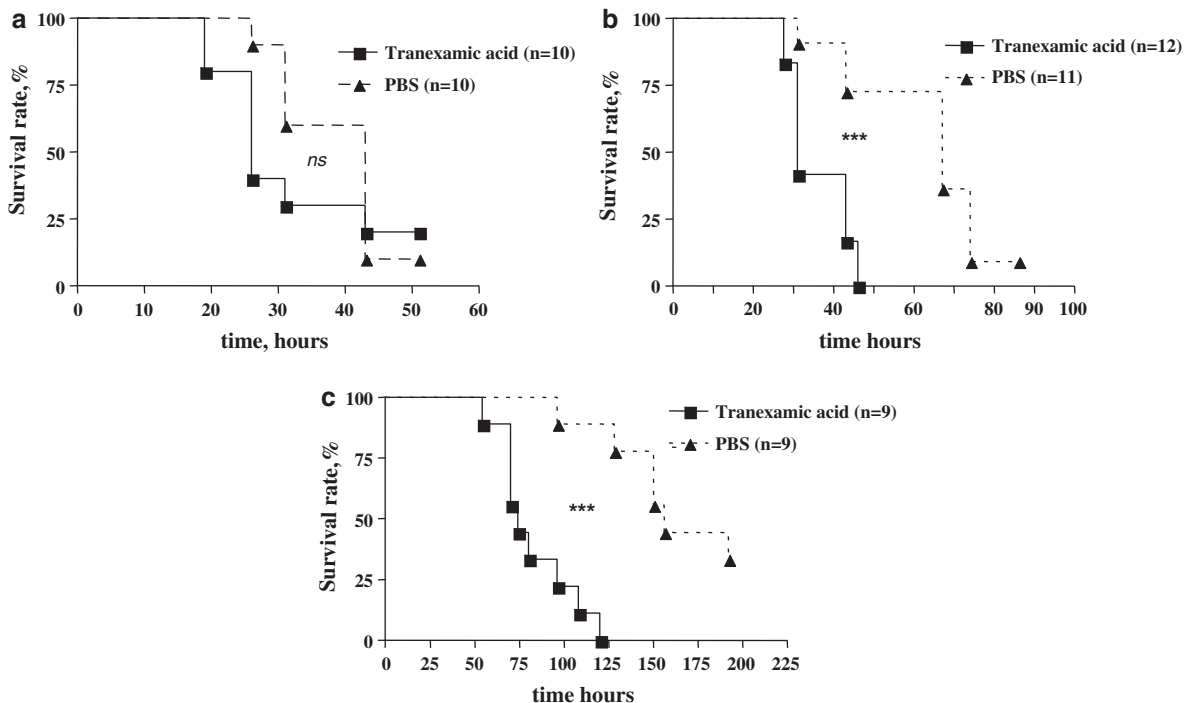 a
Survival rate,%
100
75
50
25
0
Tranexamic acid (n=10)
PBS (n=10)
ns
0 10 20 30 40 50 60
time, hours
b
Survival rate,%
100
75
50
25
0
Tranexamic acid (n=12)
PBS (n=11)
***
0 20 40 60 80 90 100
time hours
c
Survival rate,%
100
75
50
25
0
Tranexamic acid (n=9)
PBS (n=9)
***
0 25 50 75 100 125 150 175 200 225
time hours